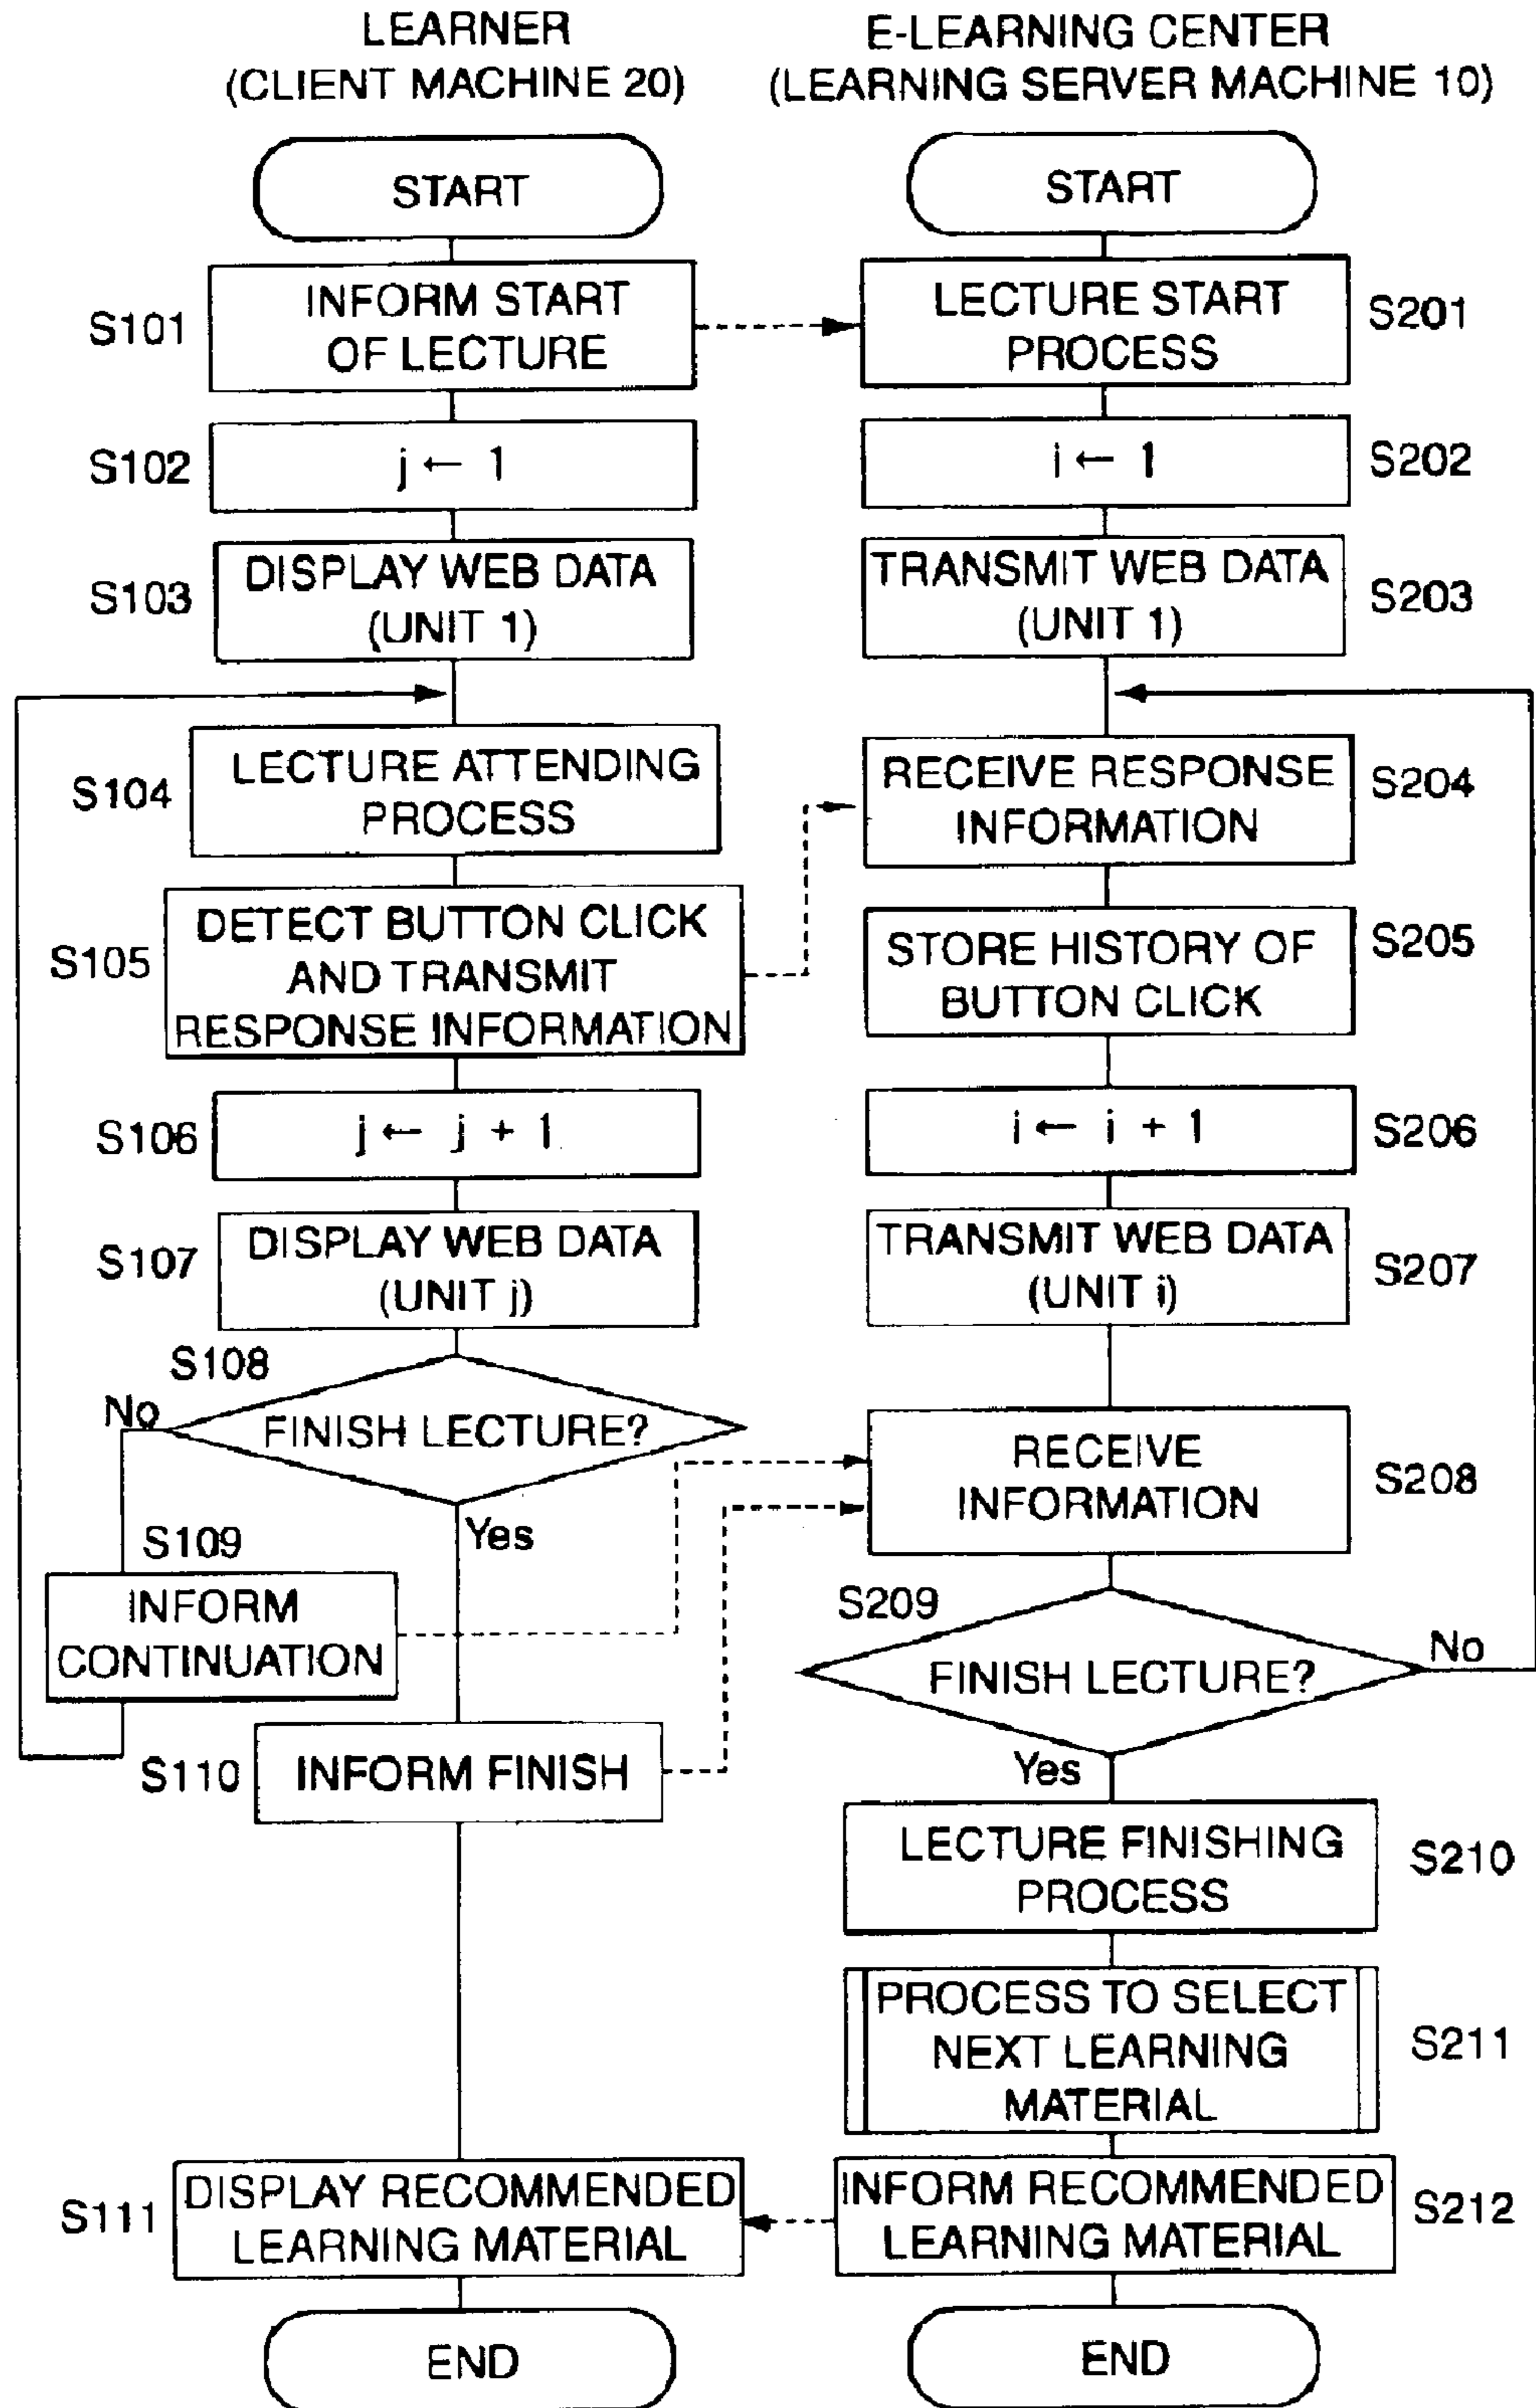 LEARNER
(CLIENT MACHINE 20)
START
S101
INFORM START
OF LECTURE
S102
j ← 1
S103
DISPLAY WEB DATA
(UNIT 1)
S104
LECTURE ATTENDING
PROCESS
S105
DETECT BUTTON CLICK
AND TRANSMIT
RESPONSE INFORMATION
S106
j ← j + 1
S107
DISPLAY WEB DATA
(UNIT j)
S108
No
FINISH LECTURE?
Yes
S109
INFORM
CONTINUATION
S110
INFORM FINISH
S111
DISPLAY RECOMMENDED
LEARNING MATERIAL
END
E-LEARNING CENTER
(LEARNING SERVER MACHINE 10)
START
LECTURE START
PROCESS
S201
i ← 1
S202
TRANSMIT WEB DATA
(UNIT 1)
S203
RECEIVE RESPONSE
INFORMATION
S204
STORE HISTORY OF
BUTTON CLICK
S205
i ← i + 1
S206
TRANSMIT WEB DATA
(UNIT i)
S207
RECEIVE
INFORMATION
S208
S209
FINISH LECTURE?
No
Yes
LECTURE FINISHING
PROCESS
S210
PROCESS TO SELECT
NEXT LEARNING
MATERIAL
S211
INFORM RECOMMENDED
LEARNING MATERIAL
S212
END